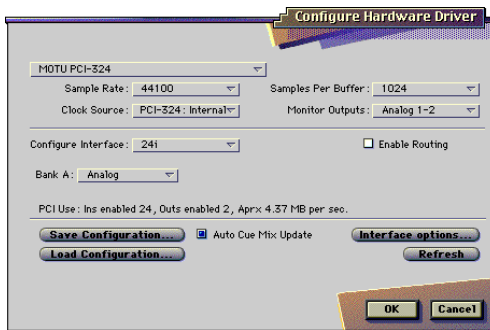 Configure Hardware Driver
MOTU PCI-324
Sample Rate: 44100 Samples Per Buffer: 1024
Clock Source: PCI-324: Internal Monitor Outputs: Analog 1-2
Configure Interface: 24i Enable Routing
Bank A: Analog
PCI Use: Ins enabled 24, Outs enabled 2, Aprx 4.37 MB per sec.
Save Configuration... Auto Cue Mix Update Interface options...
Load Configuration... Refresh
OK Cancel